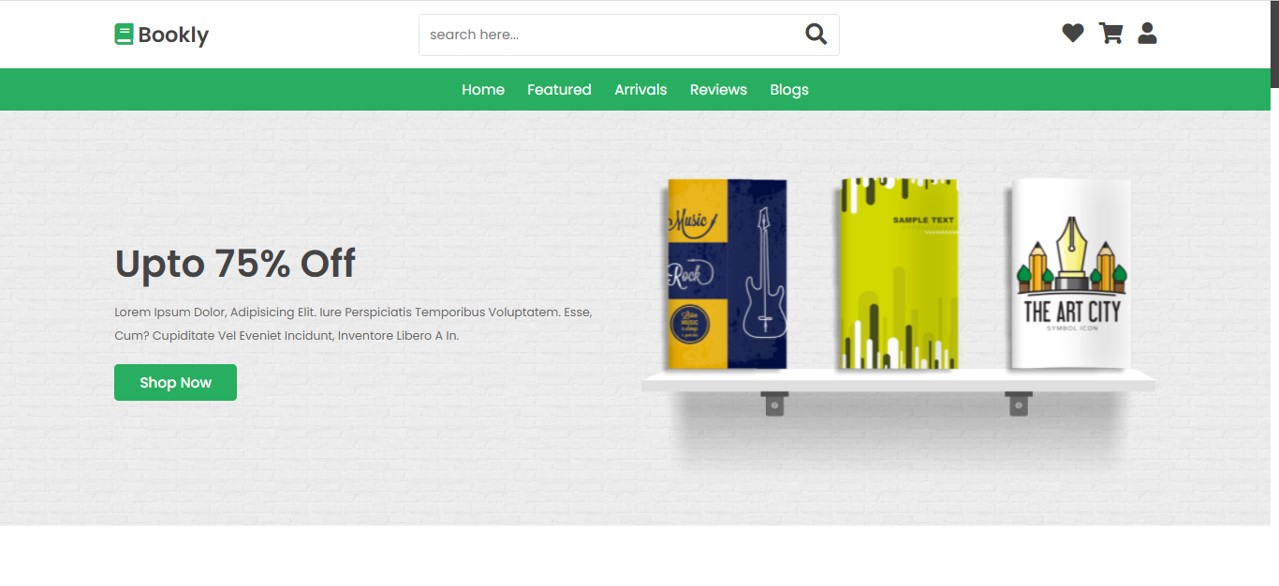 Bookly
search here...
Home Featured Arrivals Reviews Blogs
Upto 75% Off
Lorem Ipsum Dolor, Adipisicing Elit. Iure Perspiciatis Temporibus Voluptatem. Esse,
Cum? Cupiditate Vel Eveniet Incidunt, Inventore Libero A In.
Shop Now
Music
Rock
MUSIC
SAMPLE TEXT
THE ART CITY
SYMBOL ICON